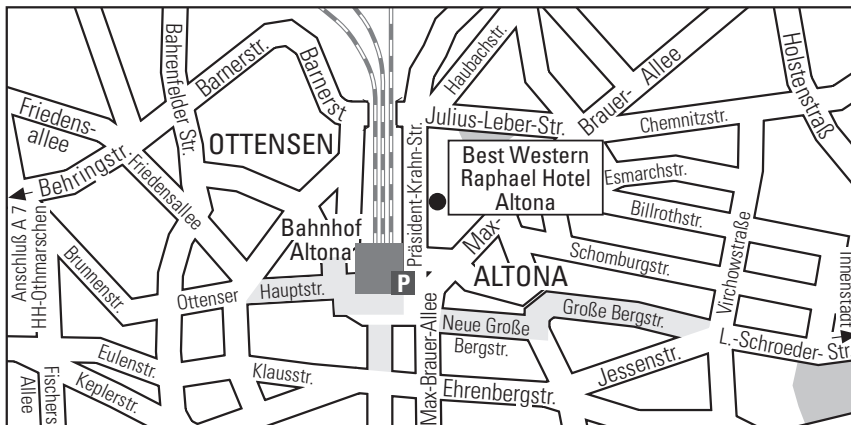 Bahrenfelder Str.
Barnerstr.
Barnerst
Haubachstr.
Brauer- Allee
Holstenstraß
Friedens-
allee
OTTENSEN
Julius-Leber-Str.
Chemnitzstr.
Behringstr.
Friedensallee
Präsident-Krahn-Str.
Best Western
Raphael Hotel
Altona
Esmarchstr.
Billrothstr.
Anschluß A 7
HH-Othmarschen
Bahnhof
Altona
Max-
Schomburgstr.
Virchowstraße
Innenstadt
Brunnenstr.
Ottenser
Hauptstr.
P
ALTONA
Max-Brauer-Allee
Neue Große
Bergstr.
Große Bergstr.
L.-Schroeder- Str.
Eulenstr.
Klausstr.
Jessenstr.
Fischers
Allee
Keplerstr.
Ehrenbergstr.